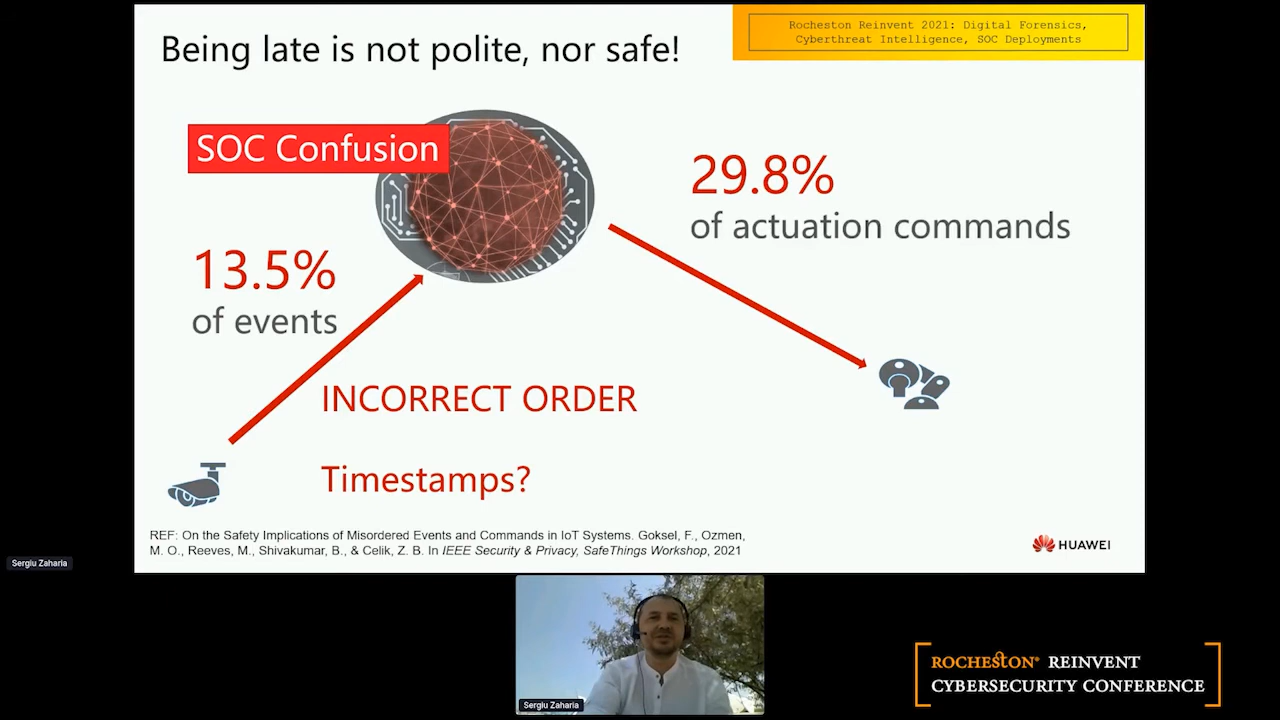 Being late is not polite, nor safe!
Rocheston Reinvent 2021: Digital Forensics,
Cyberthreat Intelligence, SOC Deployments
SOC Confusion
29.8%
of actuation commands
13.5%
of events
INCORRECT ORDER
Timestamps?
REF: On the Safety Implications of Misordered Events and Commands in IoT Systems. Goksel, F., Ozmen,
M. O., Reeves, M., Shivakumar, B., & Celik, Z. B. In IEEE Security & Privacy, SafeThings Workshop, 2021
HUAWEI
Sergiu Zaharia
Sergiu Zaharia
ROCHESTON® REINVENT
CYBERSECURITY CONFERENCE